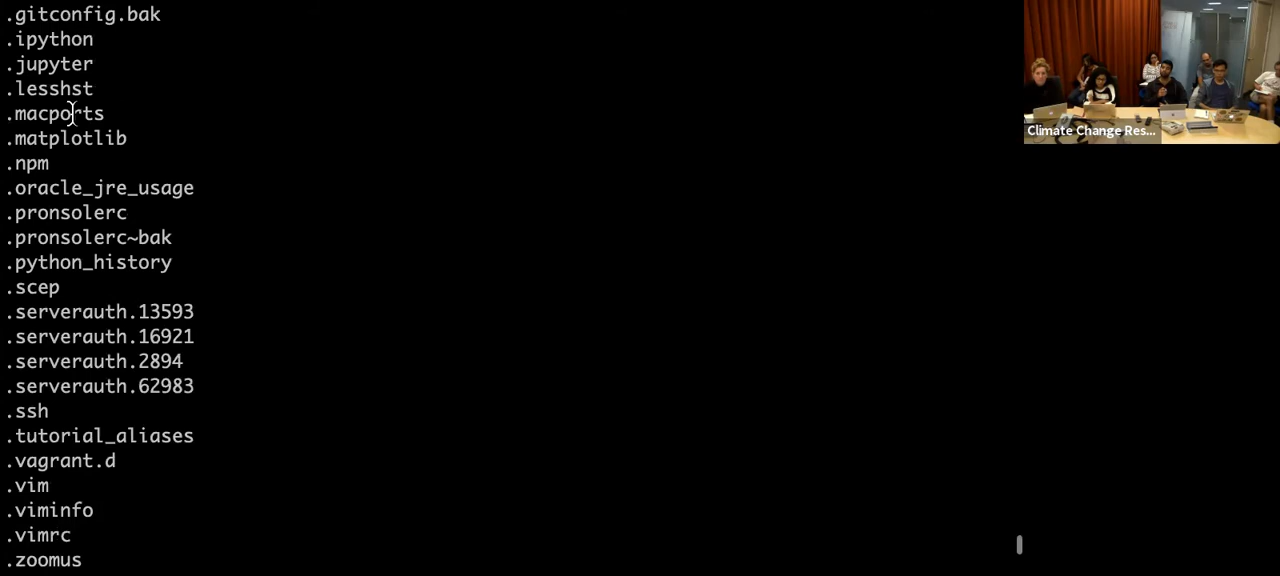 .gitconfig.bak
.ipython
.jupyter
.lesshst
.macports
.matplotlib
.npm
.oracle_jre_usage
.pronsolerc
.pronsolerc~bak
.python_history
.scep
.serverauth.13593
.serverauth.16921
.serverauth.2894
.serverauth.62983
.ssh
.tutorial_aliases
.vagrant.d
.vim
.viminfo
.vimrc
.zoomus
Climate Change Res...